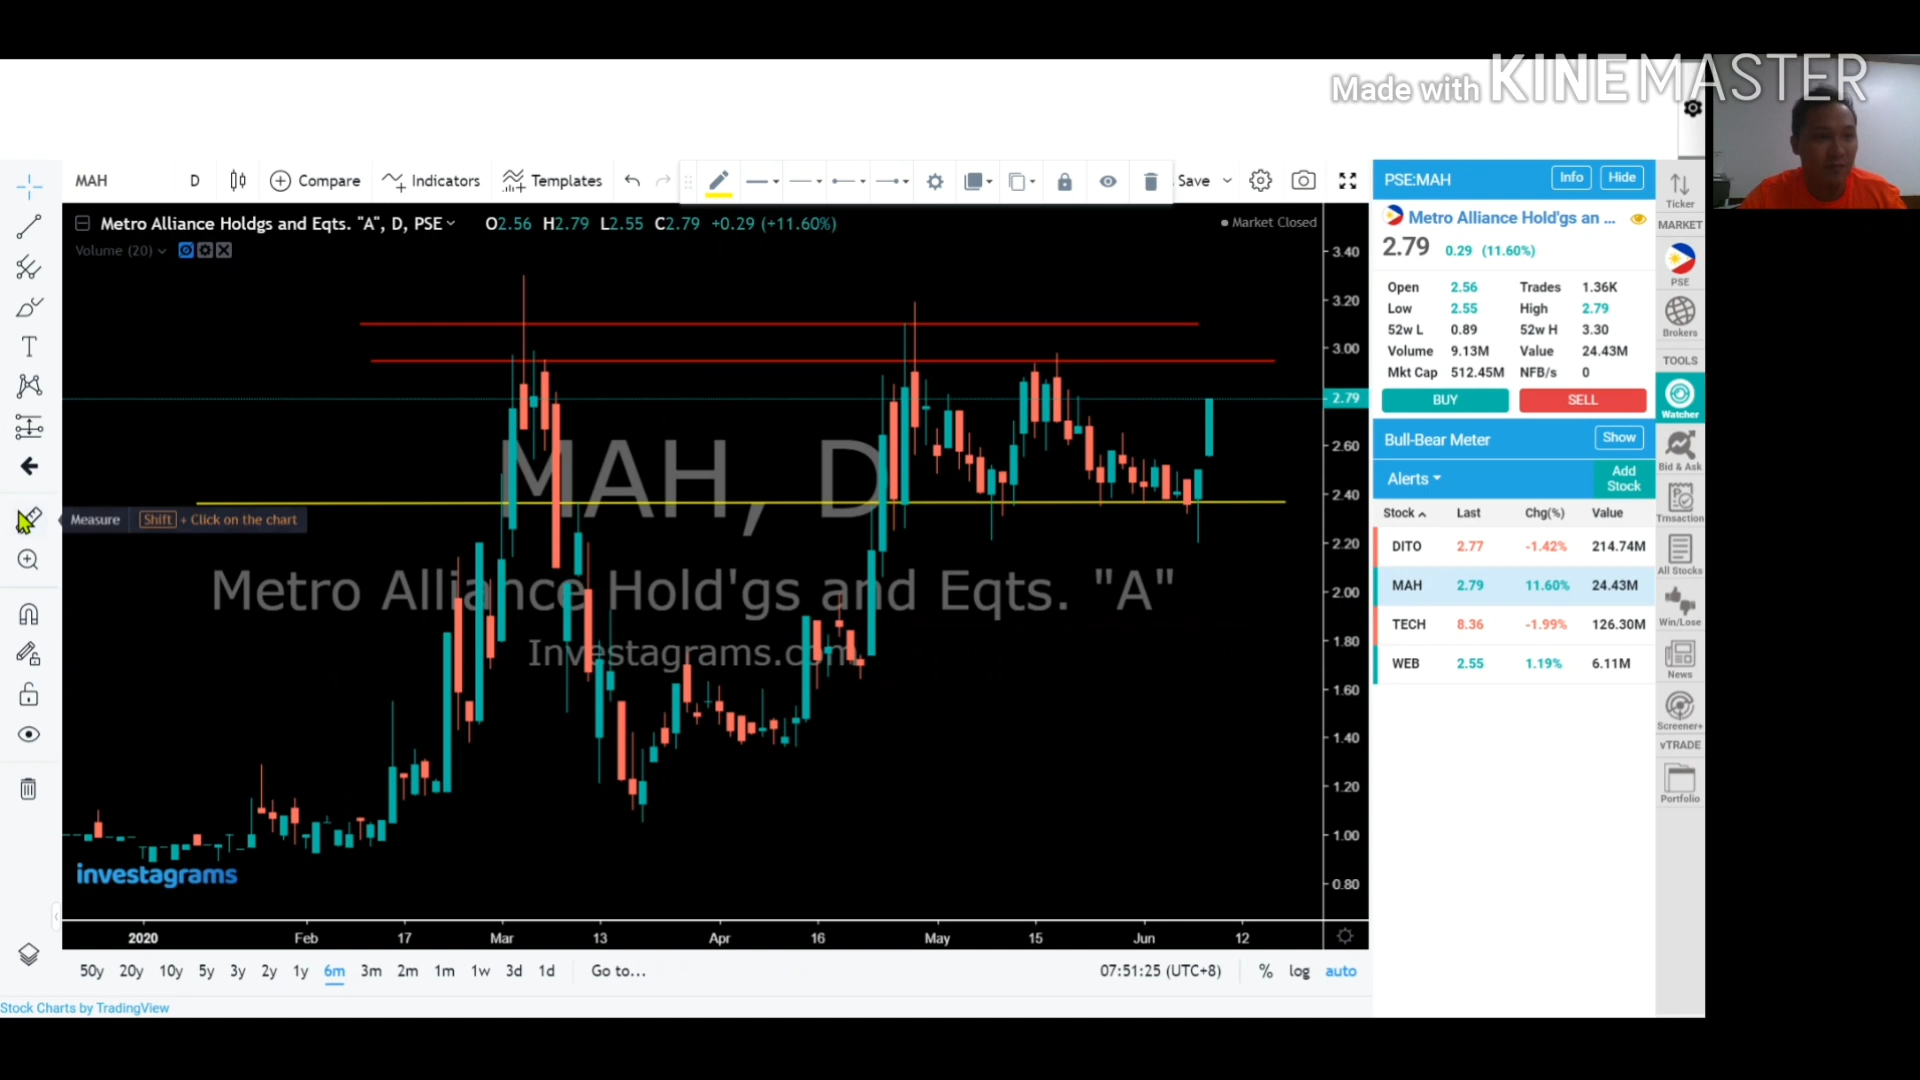 Made with KINEMASTER
MAH D Compare Indicators Templates Save
Metro Alliance Holdgs and Eqts. "A", D, PSE O2.56 H2.79 L2.55 C2.79 +0.29 (+11.60%)
Market Closed
Volume (20)
MAH, D
Metro Alliance Hold'gs and Eqts. "A"
Investagrams.com
Measure Shift + Click on the chart
investagrams
3.40
3.20
3.00
2.79
2.60
2.40
2.20
2.00
1.80
1.60
1.40
1.20
1.00
0.80
2020 Feb 17 Mar 13 Apr 16 May 15 Jun 12
50y 20y 10y 5y 3y 2y 1y 6m 3m 2m 1m 1w 3d 1d Go to...
07:51:25 (UTC+8) % log auto
Stock Charts by TradingView
PSE:MAH Info Hide
Metro Alliance Hold'gs an ...
2.79 0.29 (11.60%)
Open 2.56 Trades 1.36K
Low 2.55 High 2.79
52w L 0.89 52w H 3.30
Volume 9.13M Value 24.43M
Mkt Cap 512.45M NFB/s 0
BUY SELL
Bull-Bear Meter Show
Alerts Add Stock
Stock Last Chg(%) Value
DITO 2.77 -1.42% 214.74M
MAH 2.79 11.60% 24.43M
TECH 8.36 -1.99% 126.30M
WEB 2.55 1.19% 6.11M
Ticker
MARKET
PSE
Brokers
TOOLS
Watcher
Bid & Ask
Trnsaction
All Stocks
Win/Lose
News
Screener+
vTRADE
Portfolio